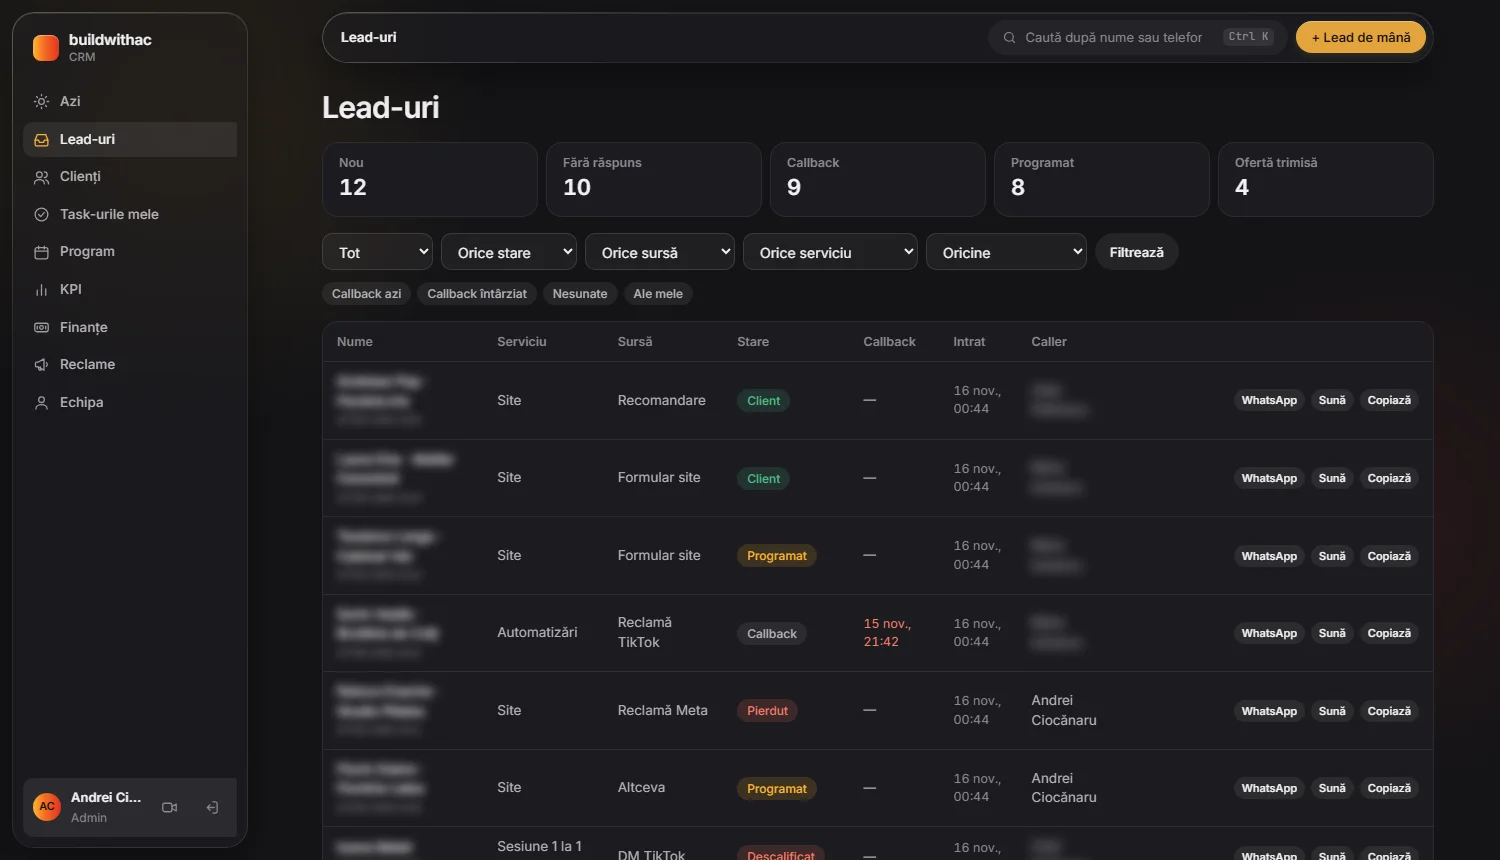 buildwithac
CRM
Azi
Lead-uri
Clienți
Task-urile mele
Program
KPI
Finanțe
Reclame
Echipa
AC
Andrei Ci...
Admin
Lead-uri
Caută după nume sau telefor
Ctrl K
+ Lead de mână
Lead-uri
Nou
12
Fără răspuns
10
Callback
9
Programat
8
Ofertă trimisă
4
Tot
Orice stare
Orice sursă
Orice serviciu
Oricine
Filtrează
Callback azi
Callback întârziat
Nesunate
Ale mele
Nume Serviciu Sursă Stare Callback Intrat Caller
Site Recomandare Client — 16 nov., 00:44 WhatsApp Sună Copiază
Site Formular site Client — 16 nov., 00:44 WhatsApp Sună Copiază
Site Formular site Programat — 16 nov., 00:44 WhatsApp Sună Copiază
Automatizări Reclamă TikTok Callback 15 nov., 21:42 16 nov., 00:44 WhatsApp Sună Copiază
Site Reclamă Meta Pierdut — 16 nov., 00:44 Andrei Ciocănaru WhatsApp Sună Copiază
Site Altceva Programat — 16 nov., 00:44 Andrei Ciocănaru WhatsApp Sună Copiază
Sesiune 1 la 1 DM TikTok Descalificat — 16 nov., WhatsApp Sună Copiază